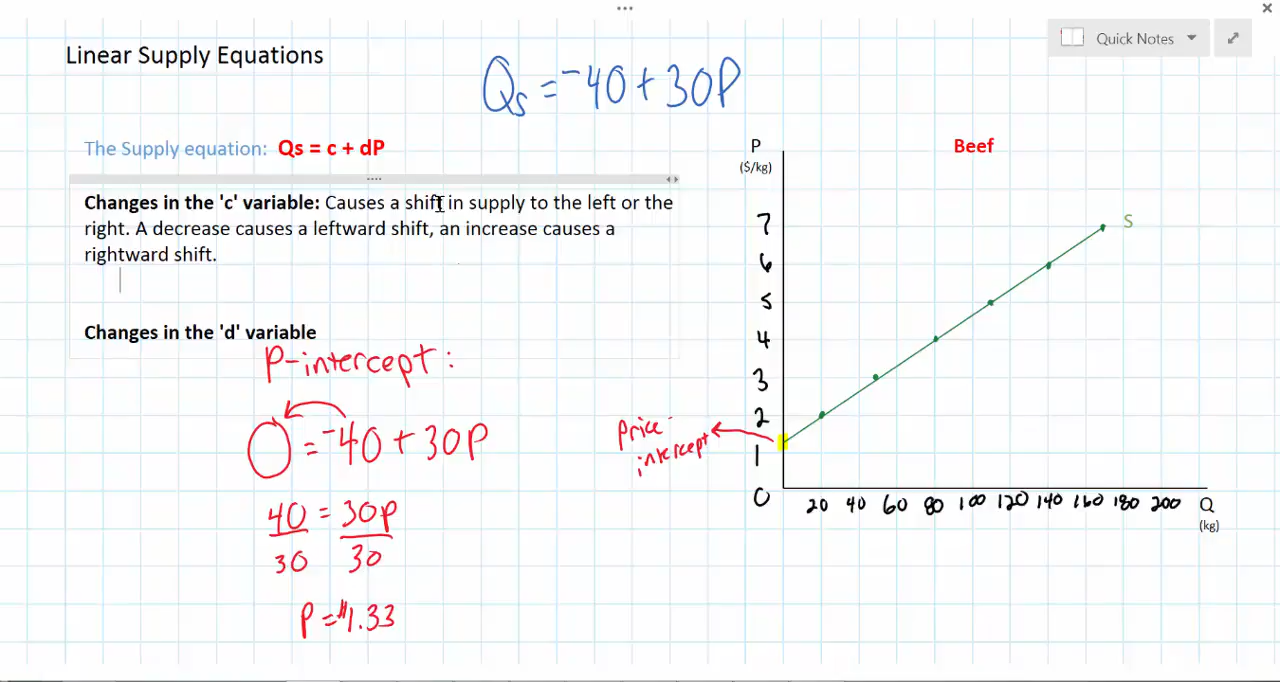 Quick Notes
Linear Supply Equations
Qs = -40 + 30P
The Supply equation: Qs = c + dP
Changes in the 'c' variable: Causes a shift in supply to the left or the
right. A decrease causes a leftward shift, an increase causes a
rightward shift.
Changes in the 'd' variable
P-intercept:
0 = -40 + 30P
40 = 30P
30 30
P = $1.33
Beef
P
($/kg)
7
6
5
4
3
2
1
0
S
price-
intercept
20 40 60 80 100 120 140 160 180 200 Q
(kg)